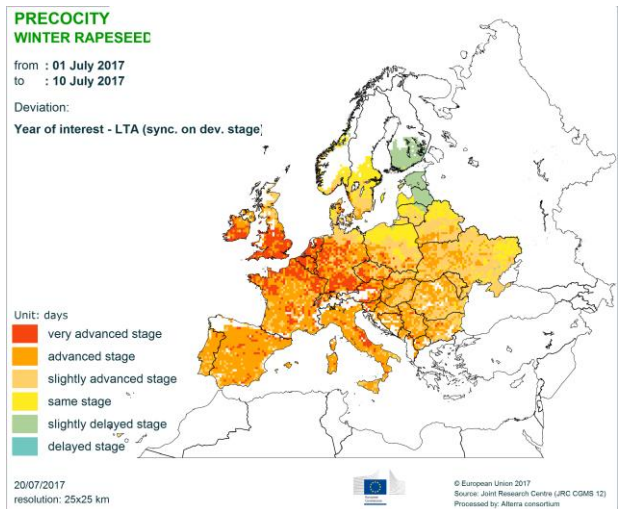 PRECOCITY
WINTER RAPESEED
from : 01 July 2017
to : 10 July 2017
Deviation:
Year of interest - LTA (sync. on dev. stage)
Unit: days
very advanced stage
advanced stage
slightly advanced stage
same stage
slightly delayed stage
delayed stage
20/07/2017
resolution: 25x25 km
© European Union 2017
Source: Joint Research Centre (JRC CGMS 12)
Processed by: Alterra consortium